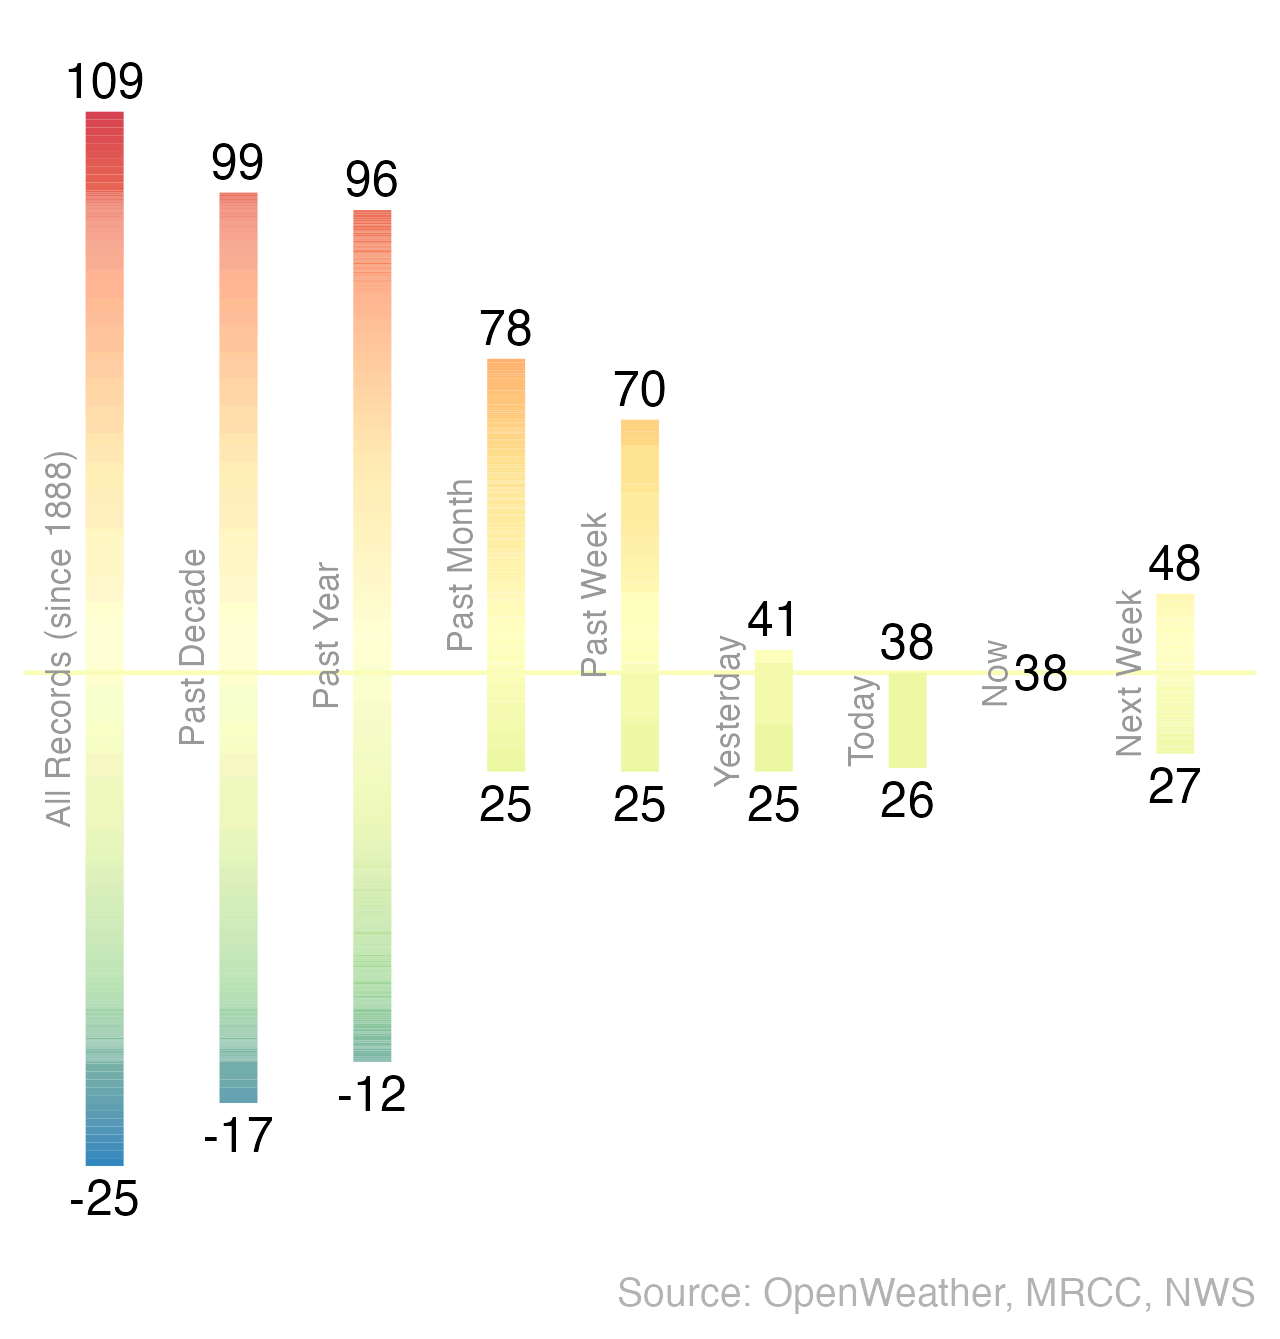 109
99
96
78
70
48
41
38
All Records (since 1888)
Past Decade
Past Year
Past Month
Past Week
Yesterday
Today
Now
38
Next Week
25
25
25
26
27
-12
-17
-25
Source: OpenWeather, MRCC, NWS